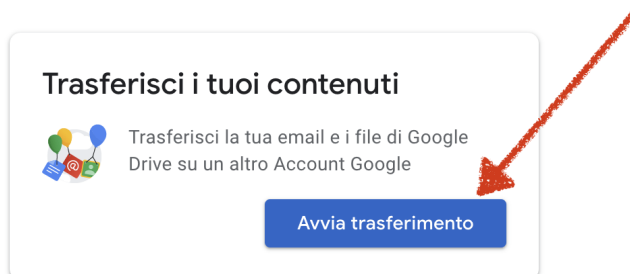 Trasferisci i tuoi contenuti
Trasferisci la tua email e i file di Google
Drive su un altro Account Google
Avvia trasferimento